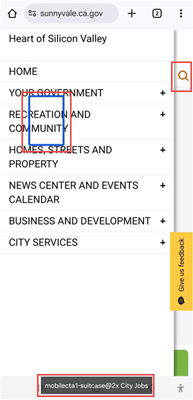 sunnyvale.ca.gov
2
Heart of Silicon Valley
HOME
YOUR GOVERNMENT +
RECREATION AND +
COMMUNITY
HOMES, STREETS AND +
PROPERTY
NEWS CENTER AND EVENTS +
CALENDAR
BUSINESS AND DEVELOPMENT +
CITY SERVICES +
Give us feedback
mobilecta1-suitcase@2x City Jobs